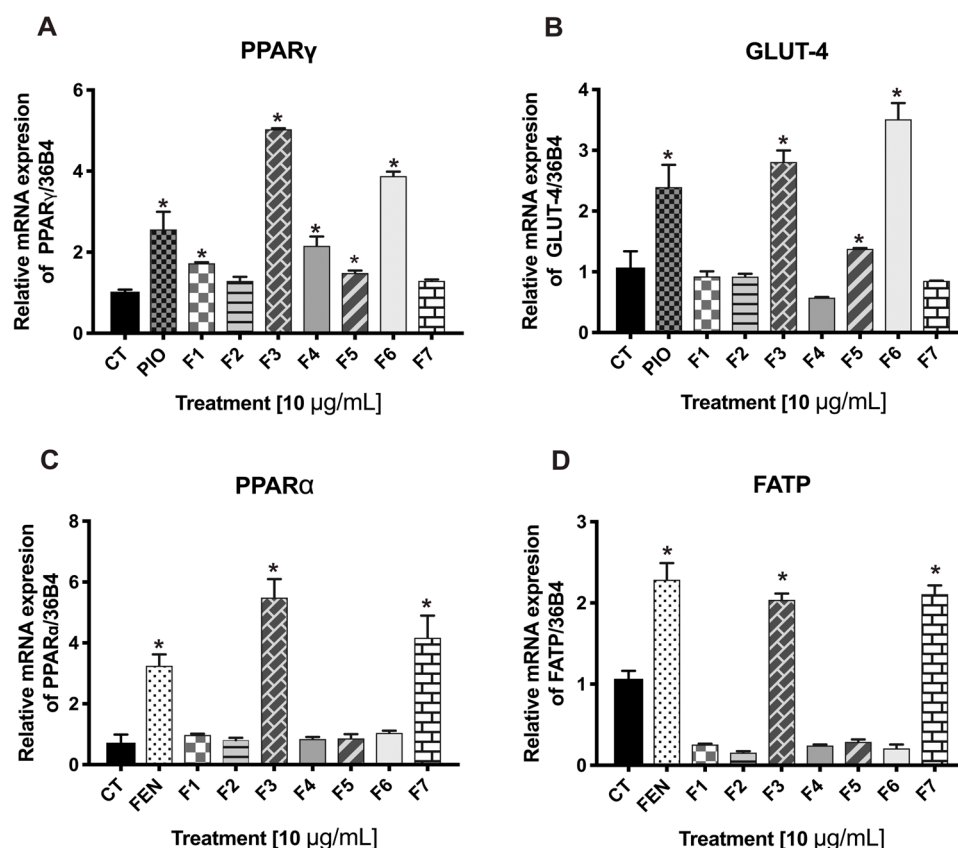 A
PPARγ
Relative mRNA expresion
of PPARγ/36B4
6
4
2
0
*
*
*
*
*
*
CT
PIO
F1
F2
F3
F4
F5
F6
F7
Treatment [10 µg/mL]
B
GLUT-4
Relative mRNA expresion
of GLUT-4/36B4
4
3
2
1
0
*
*
*
*
CT
PIO
F1
F2
F3
F4
F5
F6
F7
Treatment [10 µg/mL]
C
PPARα
Relative mRNA expresion
of PPARα/36B4
8
6
4
2
0
*
*
*
CT
FEN
F1
F2
F3
F4
F5
F6
F7
Treatment [10 µg/mL]
D
FATP
Relative mRNA expresion
of FATP/36B4
3
2
1
0
*
*
*
CT
FEN
F1
F2
F3
F4
F5
F6
F7
Treatment [10 µg/mL]